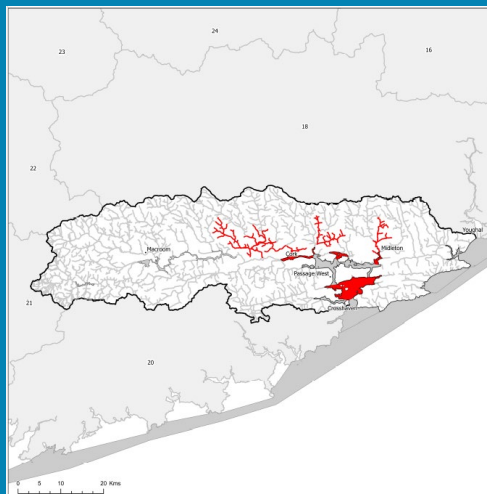 24
23
16
18
22
Youghal
Macroom
Cork
Midleton
Passage West
21
Crosshaven
20
0 5 10 20 Kms